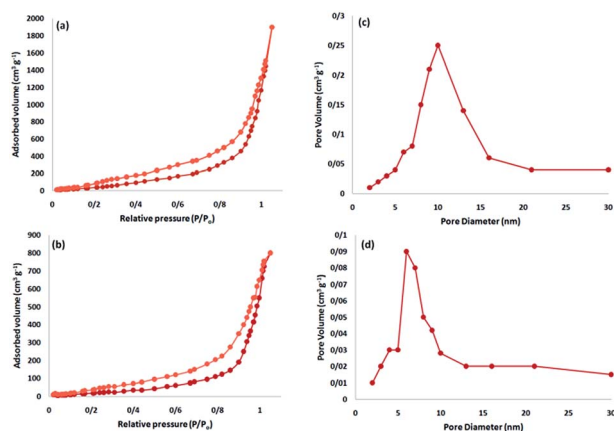 (a)
Adsorbed volume (cm³ g⁻¹)
2000
1800
1600
1400
1200
1000
800
600
400
200
0
0 0/2 0/4 0/6 0/8 1
Relative pressure (P/Pₒ)
(c)
Pore Volume (cm³ g⁻¹)
0/3
0/25
0/2
0/15
0/1
0/05
0
0 5 10 15 20 25 30
Pore Diameter (nm)
(b)
Adsorbed volume (cm³ g⁻¹)
900
800
700
600
500
400
300
200
100
0
0 0/2 0/4 0/6 0/8 1
Relative pressure (P/Pₒ)
(d)
Pore Volume (cm³ g⁻¹)
0/1
0/09
0/08
0/07
0/06
0/05
0/04
0/03
0/02
0/01
0 5 10 15 20 25 30
Pore Diameter (nm)